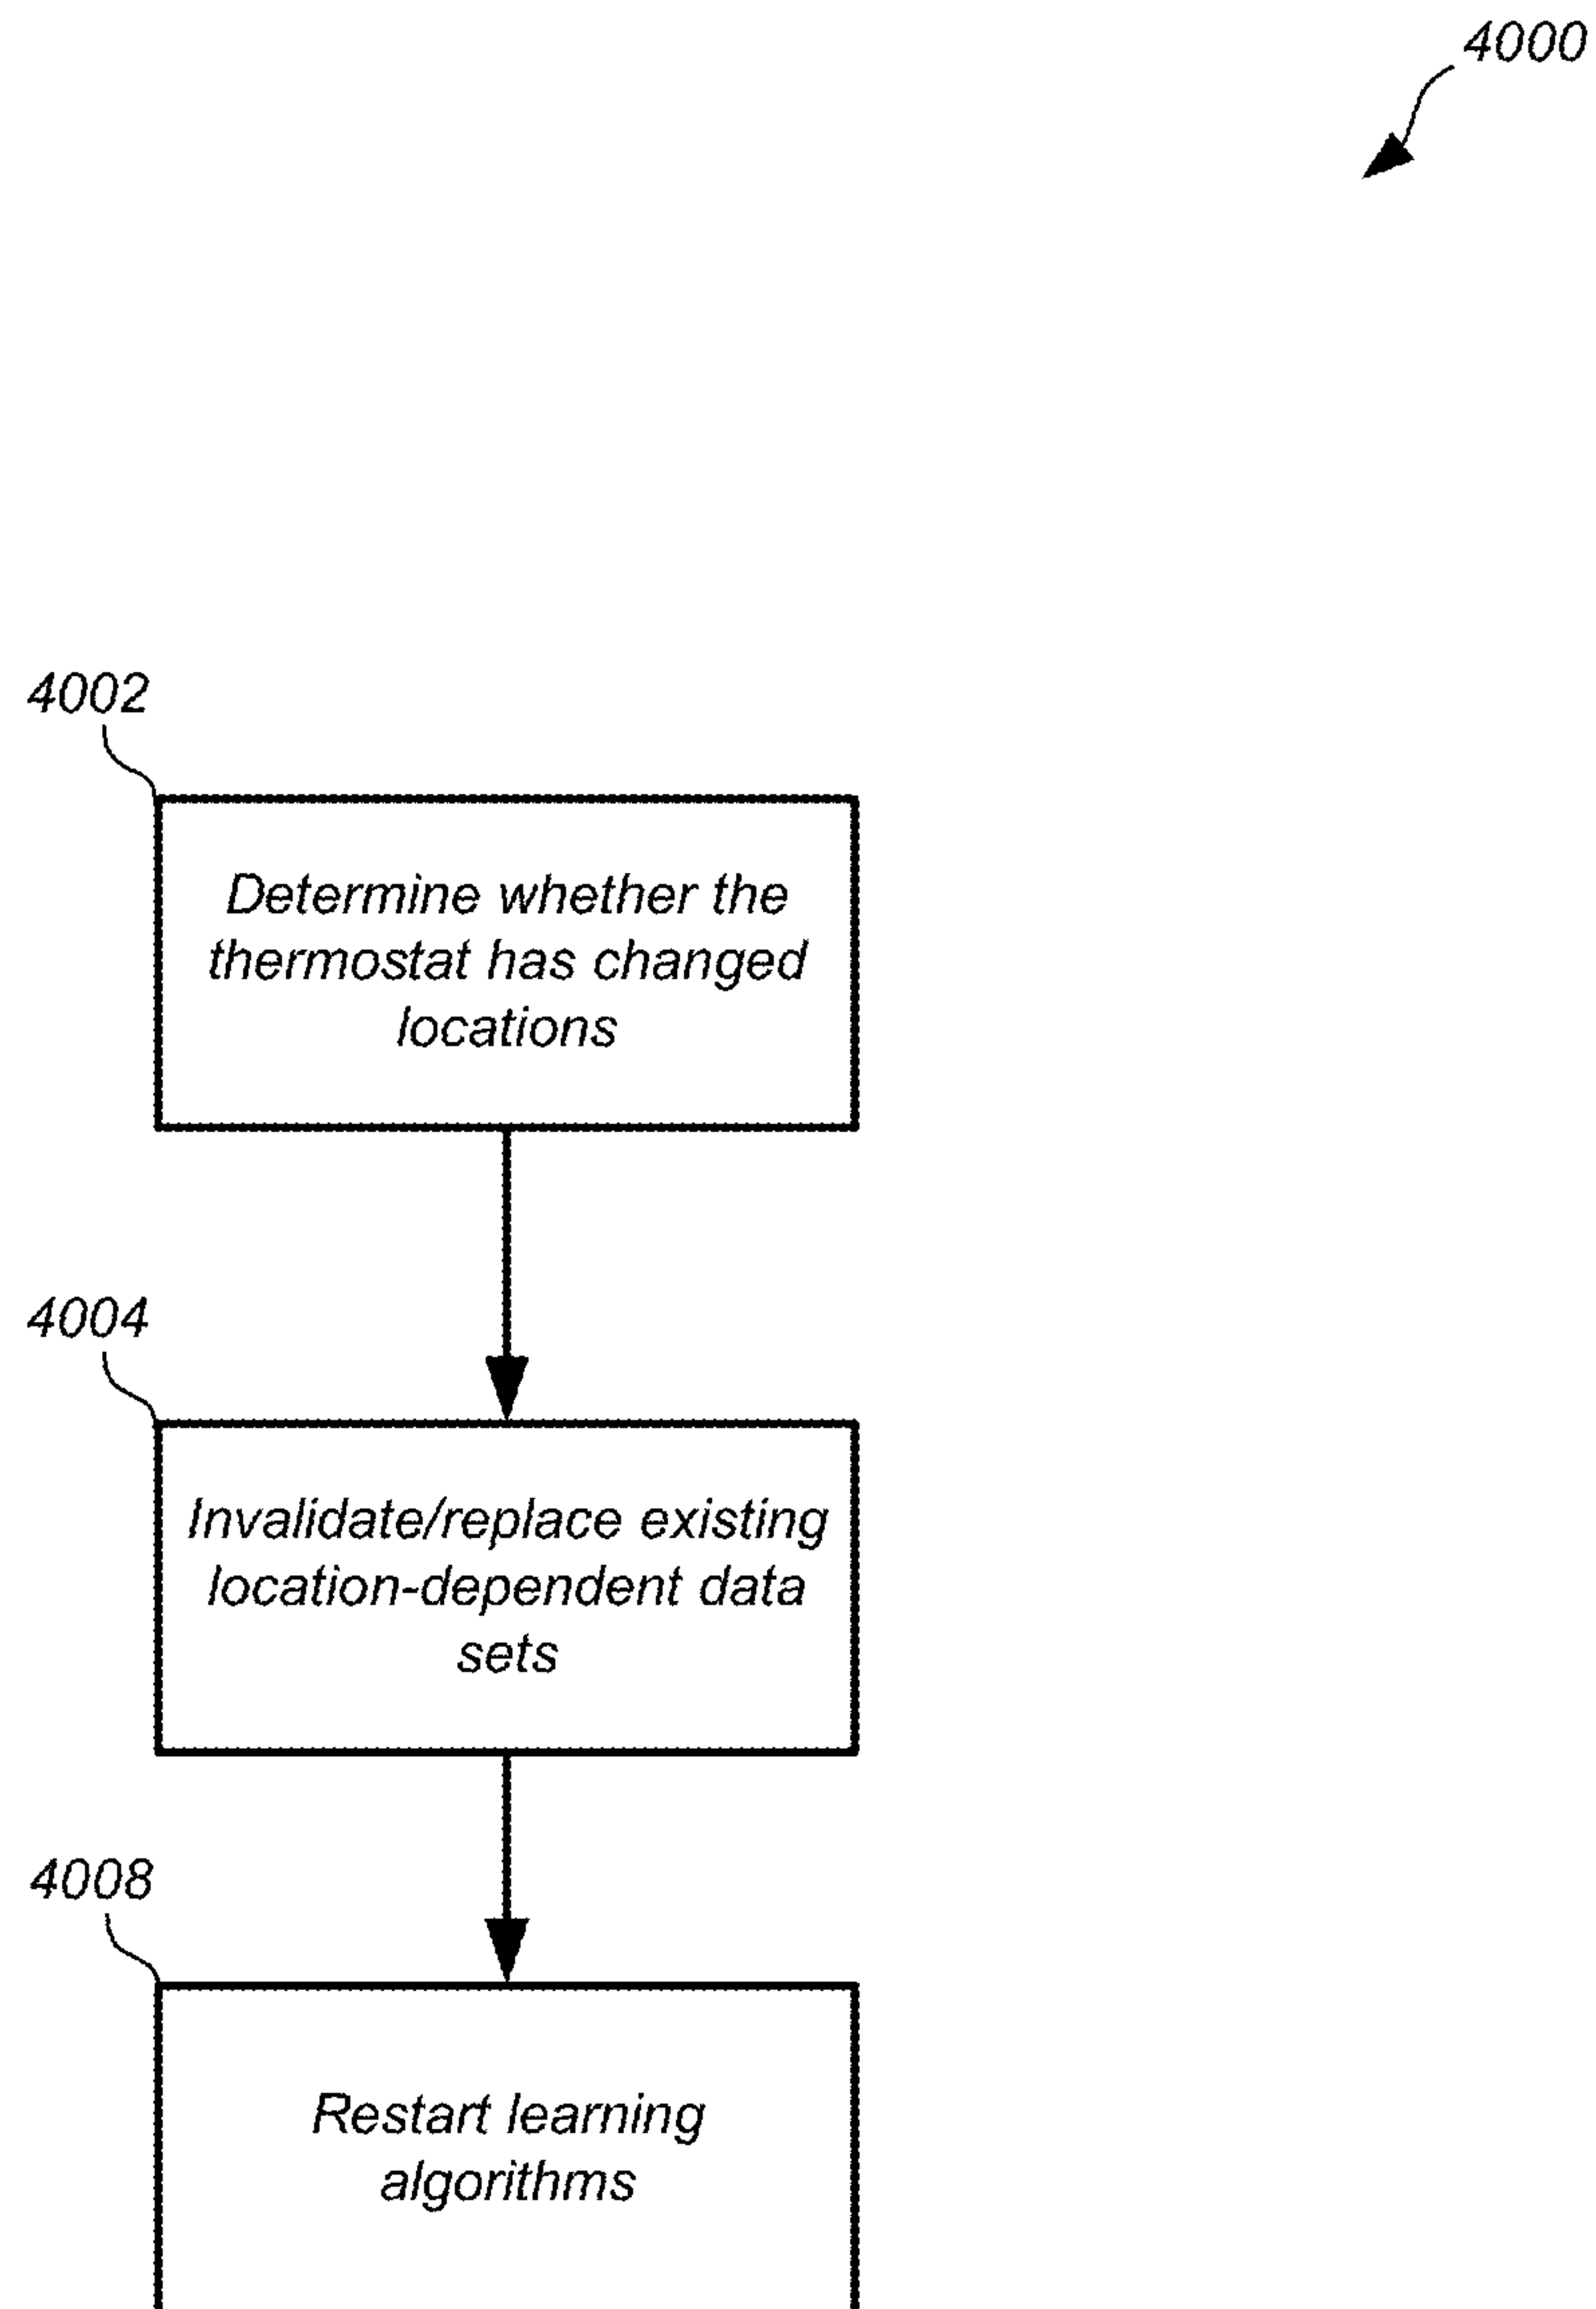 4000
4002
Determine whether the
thermostat has changed
locations
4004
Invalidate/replace existing
location-dependent data
sets
4008
Restart learning
algorithms